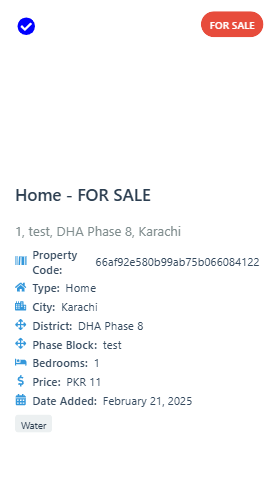 FOR SALE
Home - FOR SALE
1, test, DHA Phase 8, Karachi
Property Code: 66af92e580b99ab75b066084122
Type: Home
City: Karachi
District: DHA Phase 8
Phase Block: test
Bedrooms: 1
Price: PKR 11
Date Added: February 21, 2025
Water